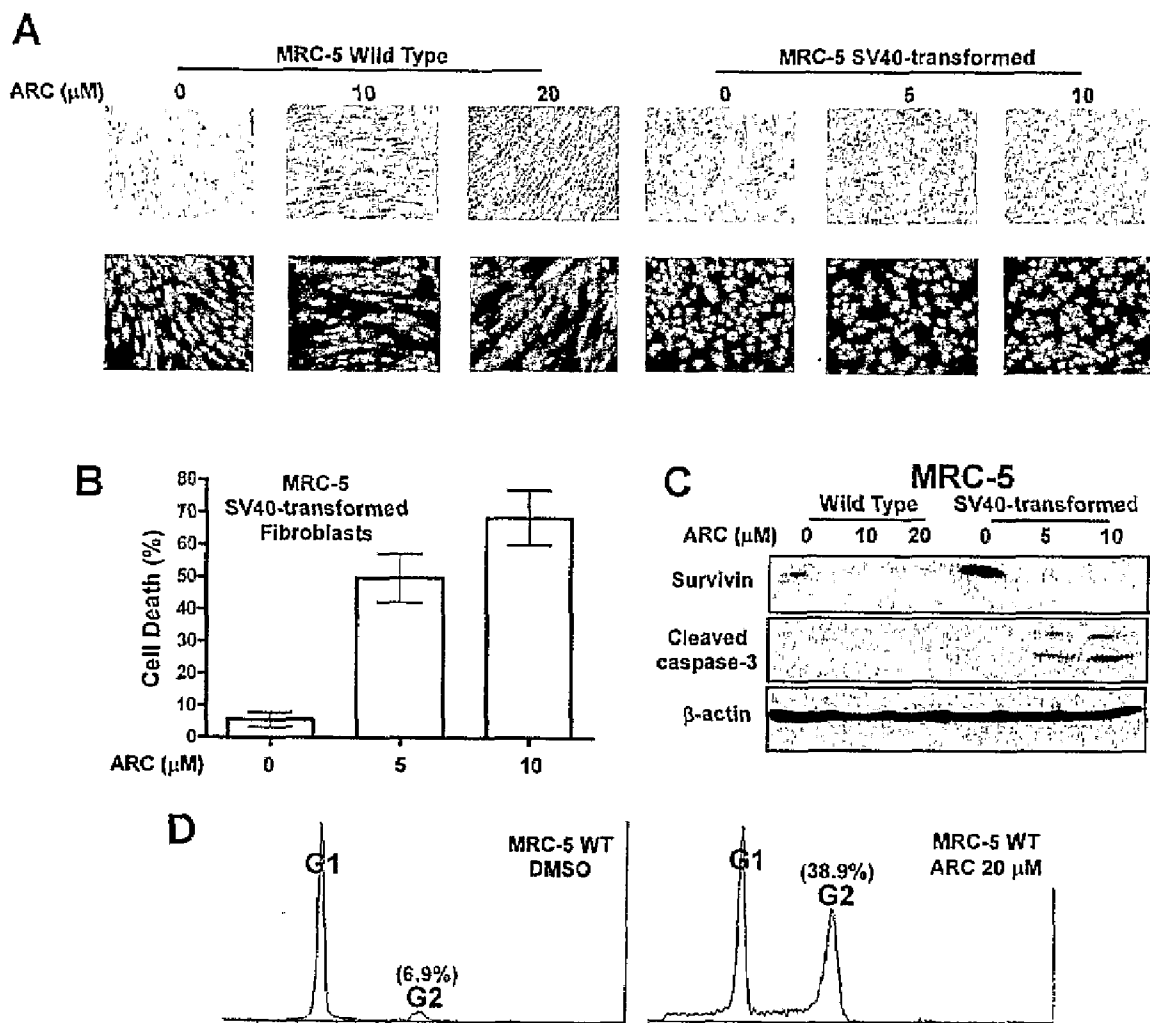 A
MRC-5 Wild Type
MRC-5 SV40-transformed
ARC (µM) 0 10 20 0 5 10
B
80
70
60
50
40
30
20
10
0
Cell Death (%)
MRC-5
SV40-transformed
Fibroblasts
ARC (µM) 0 5 10
C
MRC-5
Wild Type SV40-transformed
ARC (µM) 0 10 20 0 5 10
Survivin
Cleaved
caspase-3
β-actin
D
MRC-5 WT
DMSO
G1
(6.9%)
G2
MRC-5 WT
ARC 20 µM
G1
(38.9%)
G2